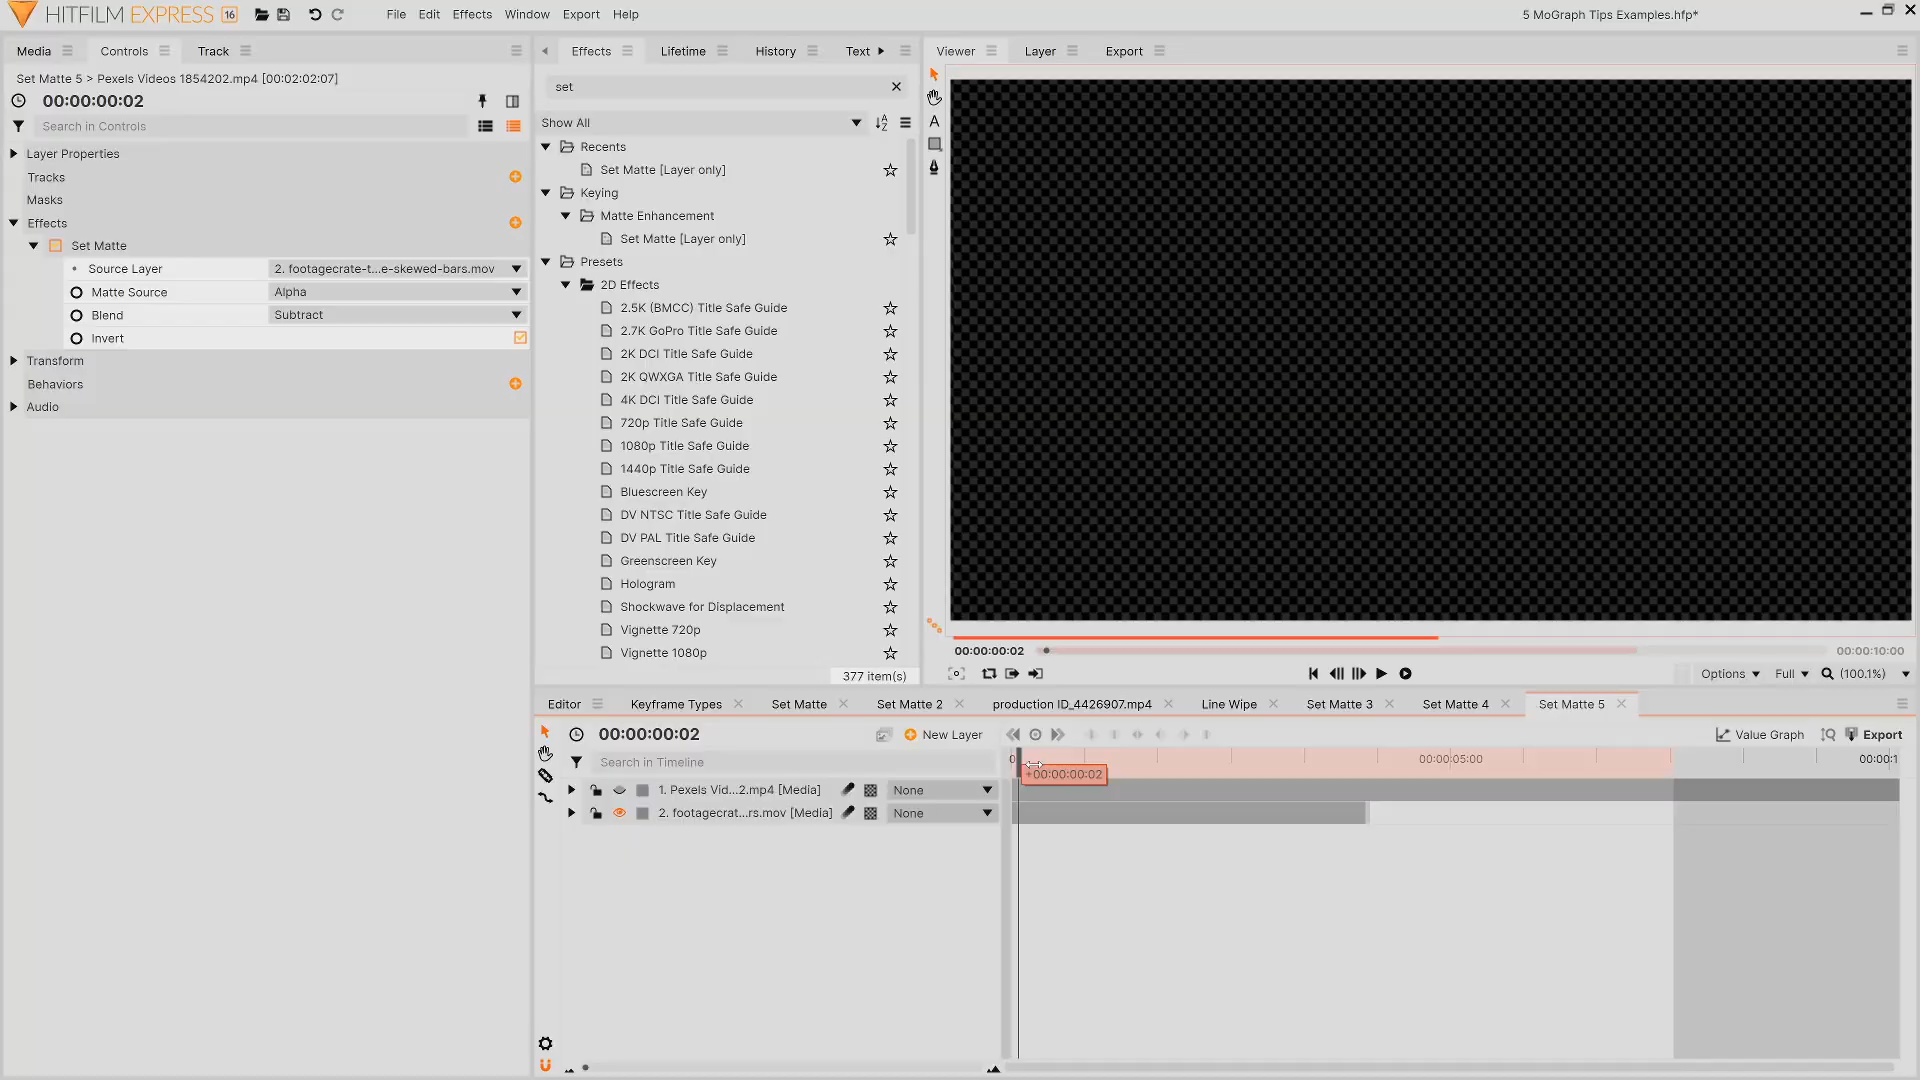 HITFILM EXPRESS 16
File Edit Effects Window Export Help
5 MoGraph Tips Examples.hfp*
Media Controls Track
Set Matte 5 > Pexels Videos 1854202.mp4 [00:02:02:07]
00:00:00:02
Search in Controls
Layer Properties
Tracks
Masks
Effects
Set Matte
Source Layer 2. footagecrate-t...e-skewed-bars.mov
Matte Source Alpha
Blend Subtract
Invert
Transform
Behaviors
Audio
Effects Lifetime History Text
set
Show All
Recents
Set Matte [Layer only]
Keying
Matte Enhancement
Set Matte [Layer only]
Presets
2D Effects
2.5K (BMCC) Title Safe Guide
2.7K GoPro Title Safe Guide
2K DCI Title Safe Guide
2K QWXGA Title Safe Guide
4K DCI Title Safe Guide
720p Title Safe Guide
1080p Title Safe Guide
1440p Title Safe Guide
Bluescreen Key
DV NTSC Title Safe Guide
DV PAL Title Safe Guide
Greenscreen Key
Hologram
Shockwave for Displacement
Vignette 720p
Vignette 1080p
377 item(s)
Viewer Layer Export
A
00:00:00:02 00:00:10:00
Options Full (100.1%)
Editor Keyframe Types Set Matte Set Matte 2 production ID_4426907.mp4 Line Wipe Set Matte 3 Set Matte 4 Set Matte 5
00:00:00:02 New Layer
Value Graph Export
Search in Timeline
0 00:00:05:00 00:00:1
+00:00:00:02
1. Pexels Vid...2.mp4 [Media] None
2. footagecrat...rs.mov [Media] None